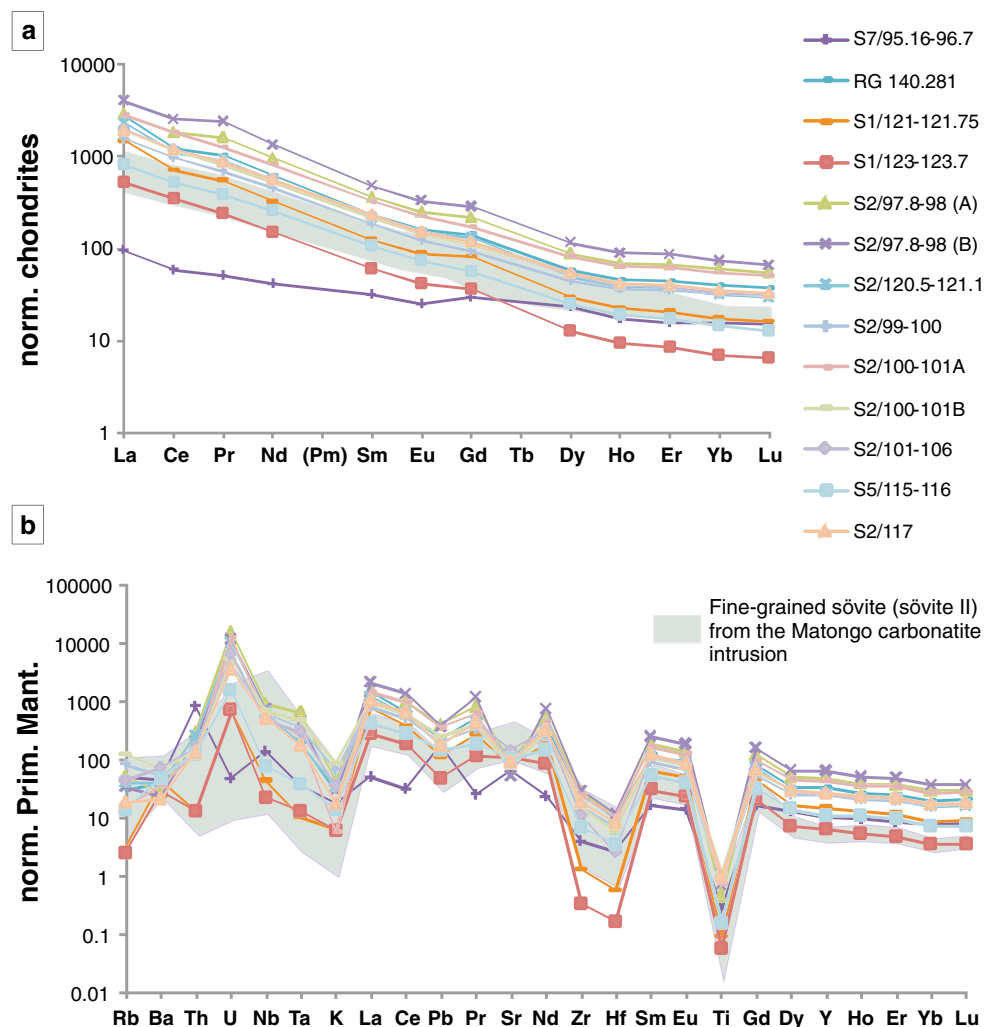 a
norm. chondrites
10000
1000
100
10
1
La Ce Pr Nd (Pm) Sm Eu Gd Tb Dy Ho Er Yb Lu
S7/95.16-96.7
RG 140.281
S1/121-121.75
S1/123-123.7
S2/97.8-98 (A)
S2/97.8-98 (B)
S2/120.5-121.1
S2/99-100
S2/100-101A
S2/100-101B
S2/101-106
S5/115-116
S2/117
b
norm. Prim. Mant.
100000
10000
1000
100
10
1
0.1
0.01
Fine-grained sövite (sövite II)
from the Matongo carbonatite
intrusion
Rb Ba Th U Nb Ta K La Ce Pb Pr Sr Nd Zr Hf Sm Eu Ti Gd Dy Y Ho Er Yb Lu